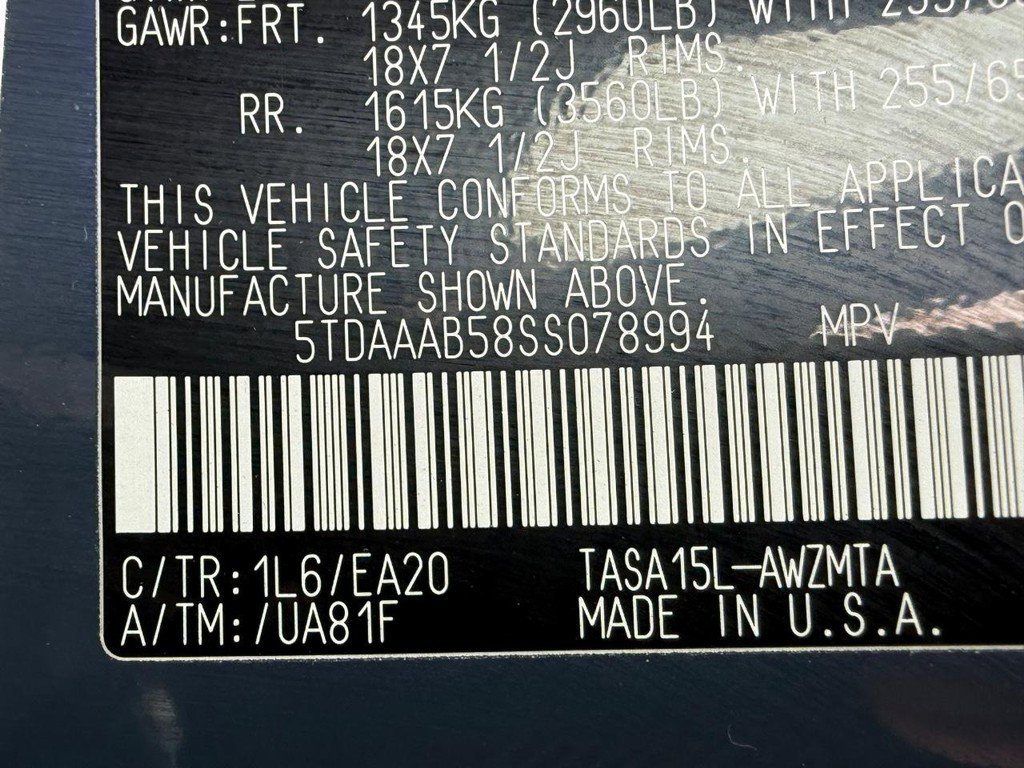 GAWR:FRT. 1345KG (2960LB) WITH
18X7 1/2J RIMS.
RR. 1615KG (3560LB) WITH 255/65
18X7 1/2J RIMS.
THIS VEHICLE CONFORMS TO ALL APPLICA
VEHICLE SAFETY STANDARDS IN EFFECT O
MANUFACTURE SHOWN ABOVE.
5TDAAAB58SS078994 MPV
C/TR:1L6/EA20 TASA15L-AWZMTA
A/TM:/UA81F MADE IN U.S.A.